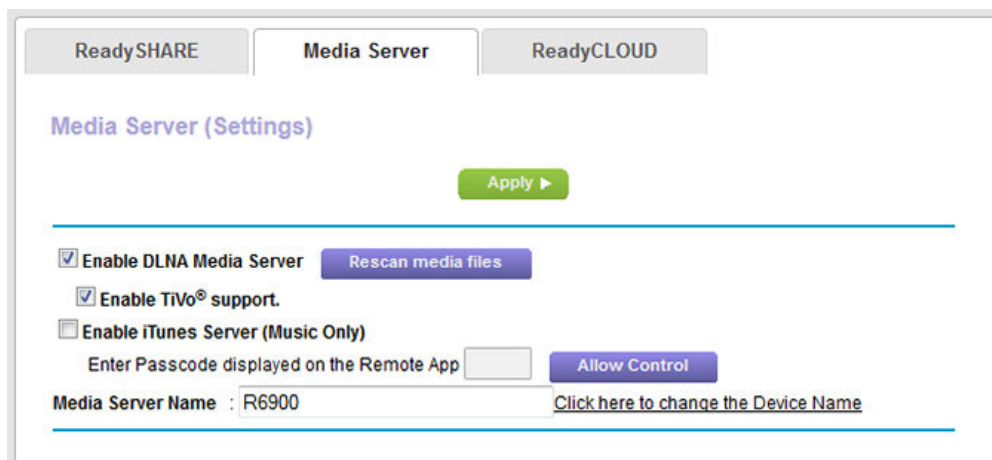 ReadySHARE Media Server ReadyCLOUD
Media Server (Settings)
Apply ▶
Enable DLNA Media Server Rescan media files
Enable TiVo® support.
Enable iTunes Server (Music Only)
Enter Passcode displayed on the Remote App Allow Control
Media Server Name : R6900 Click here to change the Device Name